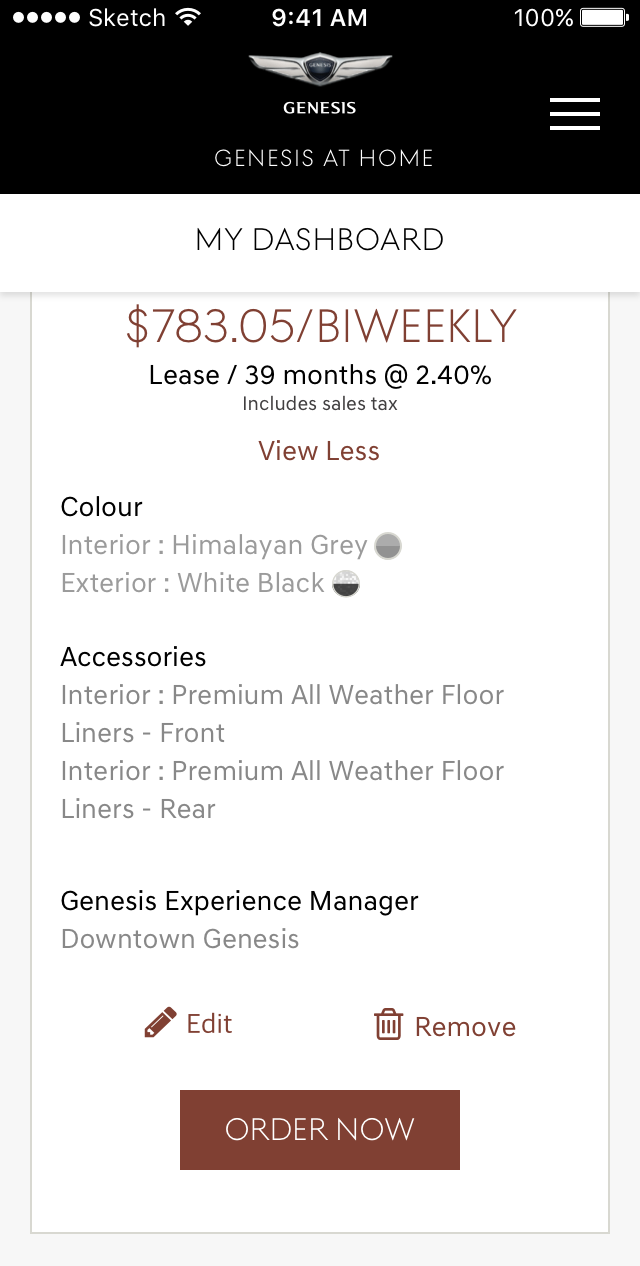 Sketch 9:41 AM 100%
GENESIS
GENESIS
GENESIS AT HOME
MY DASHBOARD
$783.05/BIWEEKLY
Lease / 39 months @ 2.40%
Includes sales tax
View Less
Colour
Interior : Himalayan Grey
Exterior : White Black
Accessories
Interior : Premium All Weather Floor
Liners - Front
Interior : Premium All Weather Floor
Liners - Rear
Genesis Experience Manager
Downtown Genesis
Edit Remove
ORDER NOW